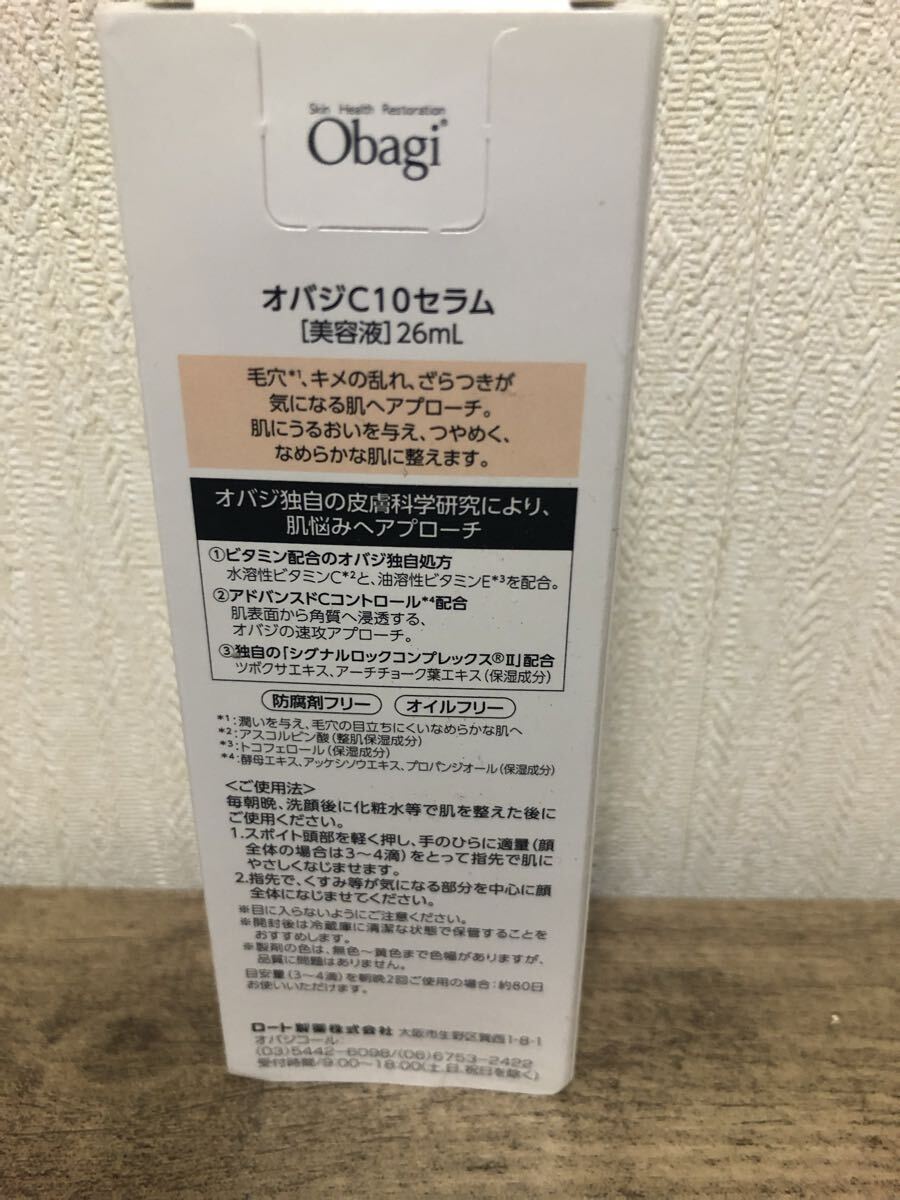 Skin Health Restoration
Obagi®
オバジC10セラム
[美容液]26mL
毛穴*1、キメの乱れ、ざらつきが
気になる肌へアプローチ。
肌にうるおいを与え、つやめく、
なめらかな肌に整えます。
オバジ独自の皮膚科学研究により、
肌悩みへアプローチ
①ビタミン配合のオバジ独自処方
水溶性ビタミンC*2と、油溶性ビタミンE*3を配合。
②アドバンスドCコントロール*4配合
肌表面から角質へ浸透する、
オバジの速攻アプローチ。
③独自の「シグナルロックコンプレックス®Ⅱ」配合
ツボクサエキス、アーチチョーク葉エキス(保湿成分)
防腐剤フリー オイルフリー
*1:潤いを与え、毛穴の目立ちにくいなめらかな肌へ
*2:アスコルビン酸(整肌保湿成分)
*3:トコフェロール(保湿成分)
*4:酵母エキス、アッケシソウエキス、プロパンジオール(保湿成分)
<ご使用法>
毎朝晩、洗顔後に化粧水等で肌を整えた後に
ご使用ください。
1.スポイト頭部を軽く押し、手のひらに適量(顔
全体の場合は3～4滴)をとって指先で肌に
やさしくなじませます。
2.指先で、くすみ等が気になる部分を中心に顔
全体になじませてください。
※目に入らないようにご注意ください。
※開封後は冷蔵庫に清潔な状態で保管することを
おすすめします。
※製剤の色は、無色～黄色まで色幅がありますが、
品質に問題はありません。
目安量(3～4滴)を朝晩2回ご使用の場合:約80日
お使いいただけます。
ロート製薬株式会社 大阪市生野区巽西1-8-1
オバジコール:
(03)5442-6098/(06)6753-2422
受付時間/9:00～18:00(土、日、祝日を除く)